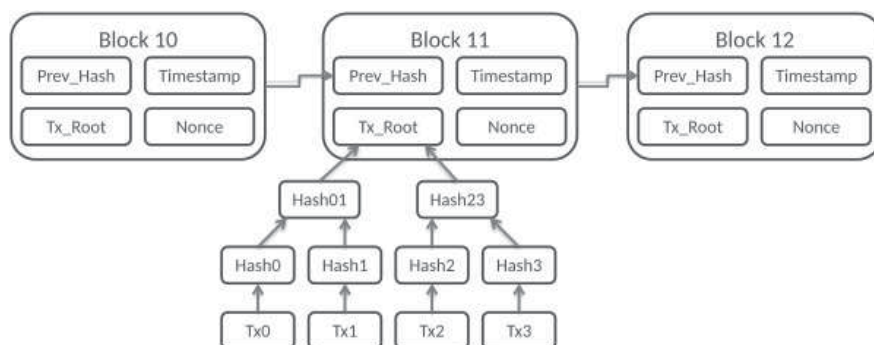 Block 10
Block 11
Block 12
Prev_Hash
Timestamp
Prev_Hash
Timestamp
Prev_Hash
Timestamp
Tx_Root
Nonce
Tx_Root
Nonce
Tx_Root
Nonce
Hash01
Hash23
Hash0
Hash1
Hash2
Hash3
Tx0
Tx1
Tx2
Tx3